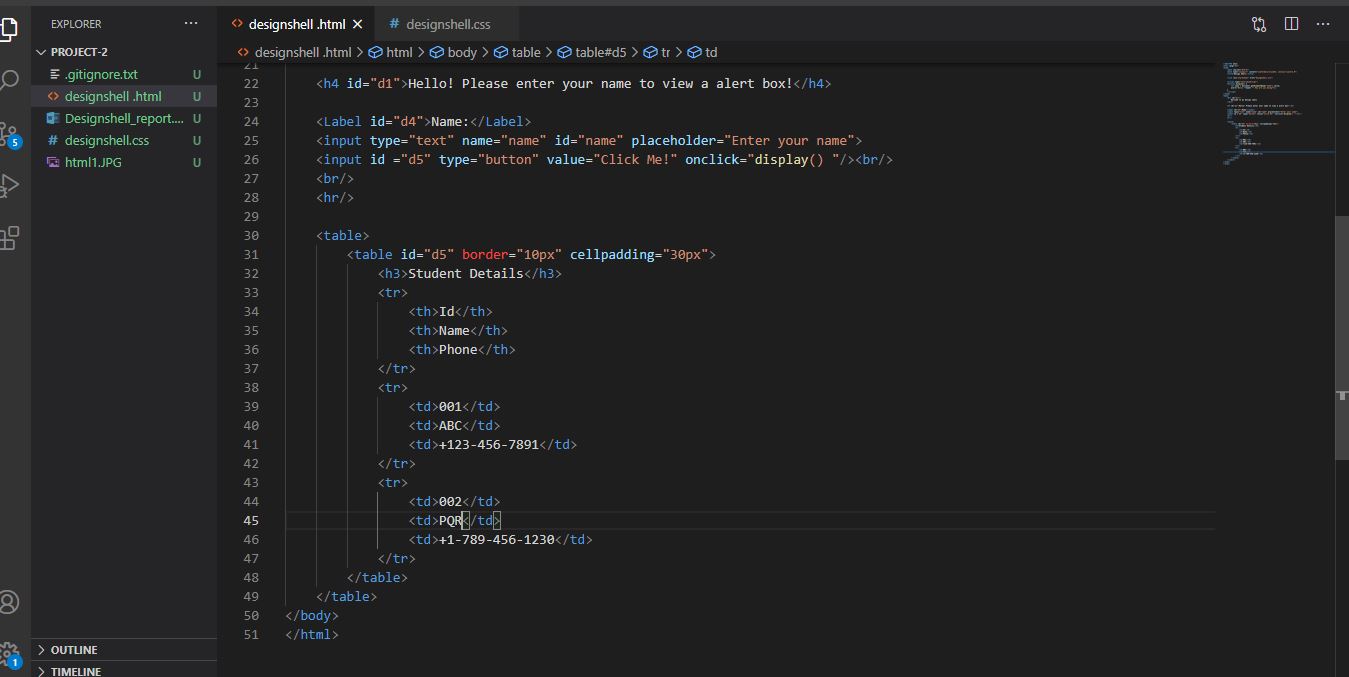 EXPLORER ...
PROJECT-2
.gitignore.txt U
designshell .html U
Designshell_report.... U
designshell.css U
html1.JPG U
OUTLINE
TIMELINE
5
1
designshell .html
designshell.css
designshell .html > html > body > table > table#d5 > tr > td
21
22 <h4 id="d1">Hello! Please enter your name to view a alert box!</h4>
23
24 <Label id="d4">Name:</Label>
25 <input type="text" name="name" id="name" placeholder="Enter your name">
26 <input id ="d5" type="button" value="Click Me!" onclick="display() "/><br/>
27 <br/>
28 <hr/>
29
30 <table>
31 <table id="d5" border="10px" cellpadding="30px">
32 <h3>Student Details</h3>
33 <tr>
34 <th>Id</th>
35 <th>Name</th>
36 <th>Phone</th>
37 </tr>
38 <tr>
39 <td>001</td>
40 <td>ABC</td>
41 <td>+123-456-7891</td>
42 </tr>
43 <tr>
44 <td>002</td>
45 <td>PQR</td>
46 <td>+1-789-456-1230</td>
47 </tr>
48 </table>
49 </table>
50 </body>
51 </html>